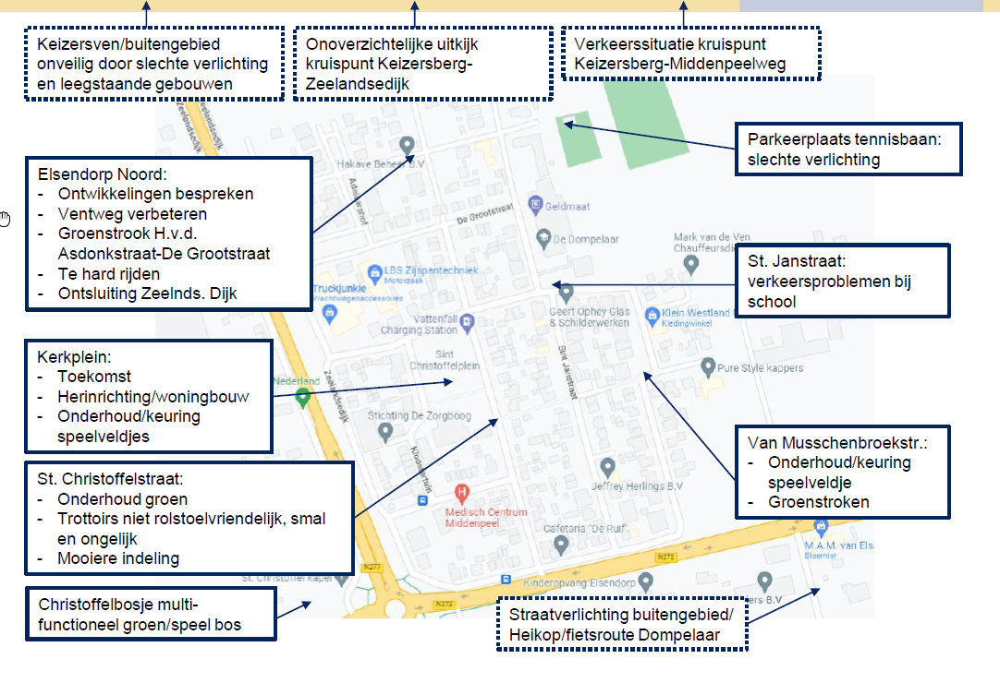 Keizersven/buitengebied
onveilig door slechte verlichting
en leegstaande gebouwen
Onoverzichtelijke uitkijk
kruispunt Keizersberg-
Zeelandsedijk
Verkeerssituatie kruispunt
Keizersberg-Middenpeelweg
Parkeerplaats tennisbaan:
slechte verlichting
Zeelandsedijk
Zeelandsedijk
Hakave Beheer B.V
Adelaarshof
De Grootstraat
Geldmaat
De Dompelaar
Mark van de Ven
Chauffeursdi
Elsendorp Noord:
- Ontwikkelingen bespreken
- Ventweg verbeteren
- Groenstrook H.v.d.
Asdonkstraat-De Grootstraat
- Te hard rijden
- Ontsluiting Zeelnds. Dijk
St. Janstraat:
verkeersproblemen bij
school
LBS Zijspantechniek
Motorzaak
Truckjunkie
Vrachtwagenaccessoires
Vattenfall
Charging Station
Geert Ophey Glas
& Schilderwerken
Klein Westland
Kledingwinkel
Sint
Christoffelplein
Sint Janstraat
Pure Style kappers
Kerkplein:
- Toekomst
- Herinrichting/woningbouw
- Onderhoud/keuring
speelveldjes
Nederland
Zeelandsedijk
Stichting De Zorgboog
Kloostertuin
Van Musschenbroekstr.:
- Onderhoud/keuring
speelveldje
- Groenstroken
St. Christoffelstraat:
- Onderhoud groen
- Trottoirs niet rolstoelvriendelijk, smal
en ongelijk
- Mooiere indeling
Jeffrey Herlings B.V
Medisch Centrum
Middenpeel
Cafetaria "De Ruif"
M.A.M. van Els
Bloemist
N272
N277
St. Christoffel kapel
Kinderopvang Elsendorp
N272
ers B.V
Christoffelbosje multi-
functioneel groen/speel bos
Straatverlichting buitengebied/
Heikop/fietsroute Dompelaar